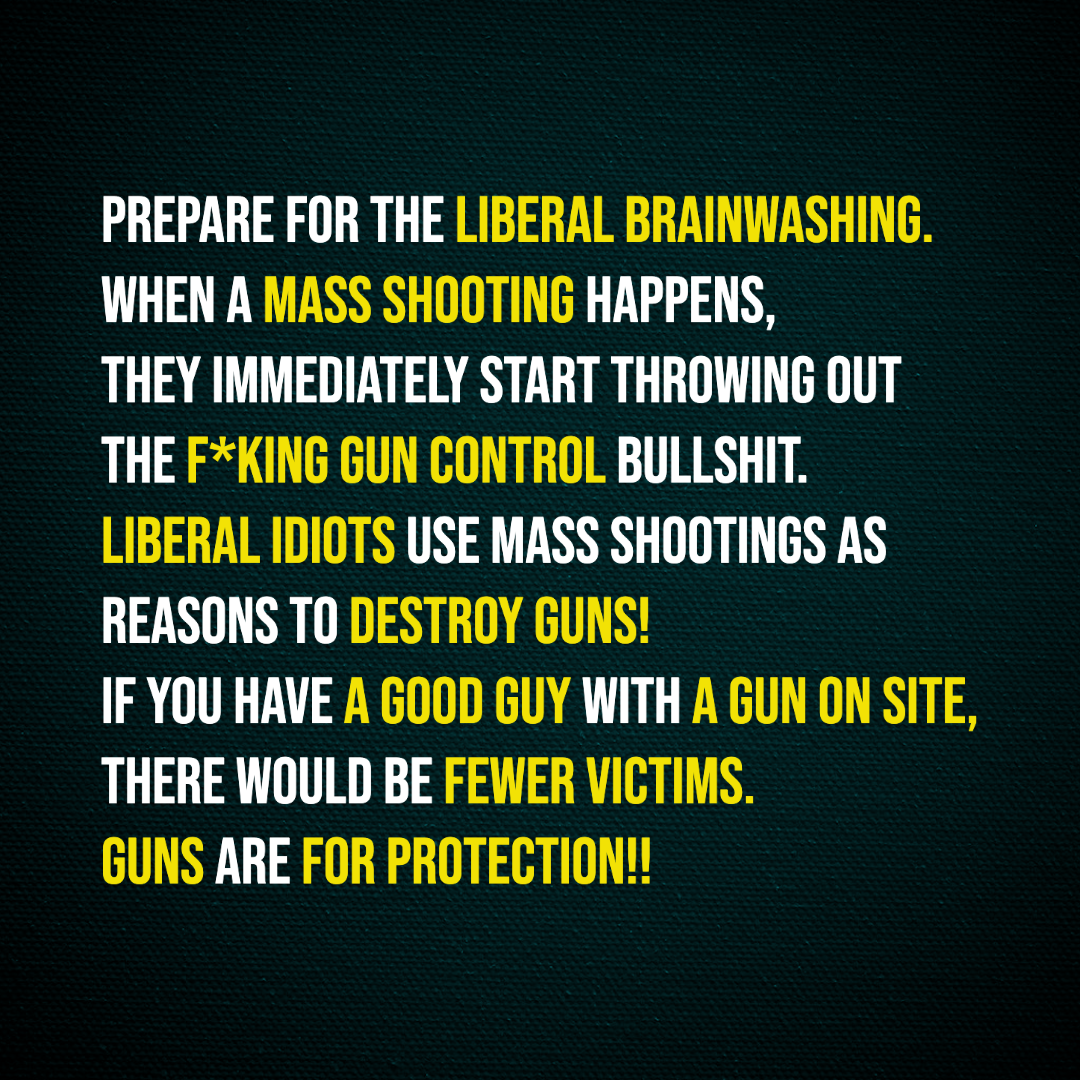 PREPARE FOR THE LIBERAL BRAINWASHING.
WHEN A MASS SHOOTING HAPPENS,
THEY IMMEDIATELY START THROWING OUT
THE F*KING GUN CONTROL BULLSHIT.
LIBERAL IDIOTS USE MASS SHOOTINGS AS
REASONS TO DESTROY GUNS!
IF YOU HAVE A GOOD GUY WITH A GUN ON SITE,
THERE WOULD BE FEWER VICTIMS.
GUNS ARE FOR PROTECTION!!